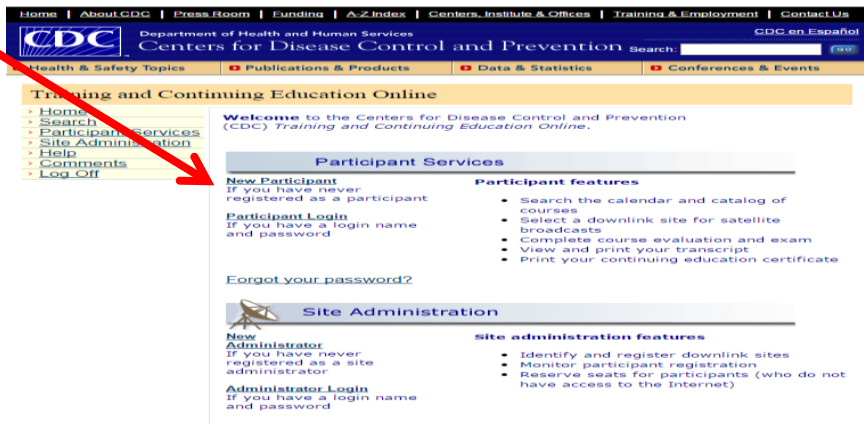 Home | About CDC | Press Room | Funding | A-Z Index | Centers, Institute & Offices | Training & Employment | Contact Us
CDC
Department of Health and Human Services
Centers for Disease Control and Prevention
CDC en Español
Search: GO
Health & Safety Topics
Publications & Products
Data & Statistics
Conferences & Events
Training and Continuing Education Online
Home
Search
Participant Services
Site Administration
Help
Comments
Log Off
Welcome to the Centers for Disease Control and Prevention
(CDC) Training and Continuing Education Online.
Participant Services
New Participant
If you have never
registered as a participant
Participant Login
If you have a login name
and password
Forgot your password?
Participant features
• Search the calendar and catalog of
courses
• Select a downlink site for satellite
broadcasts
• Complete course evaluation and exam
• View and print your transcript
• Print your continuing education certificate
Site Administration
New
Administrator
If you have never
registered as a site
administrator
Administrator Login
If you have a login name
and password
Site administration features
• Identify and register downlink sites
• Monitor participant registration
• Reserve seats for participants (who do not
have access to the Internet)